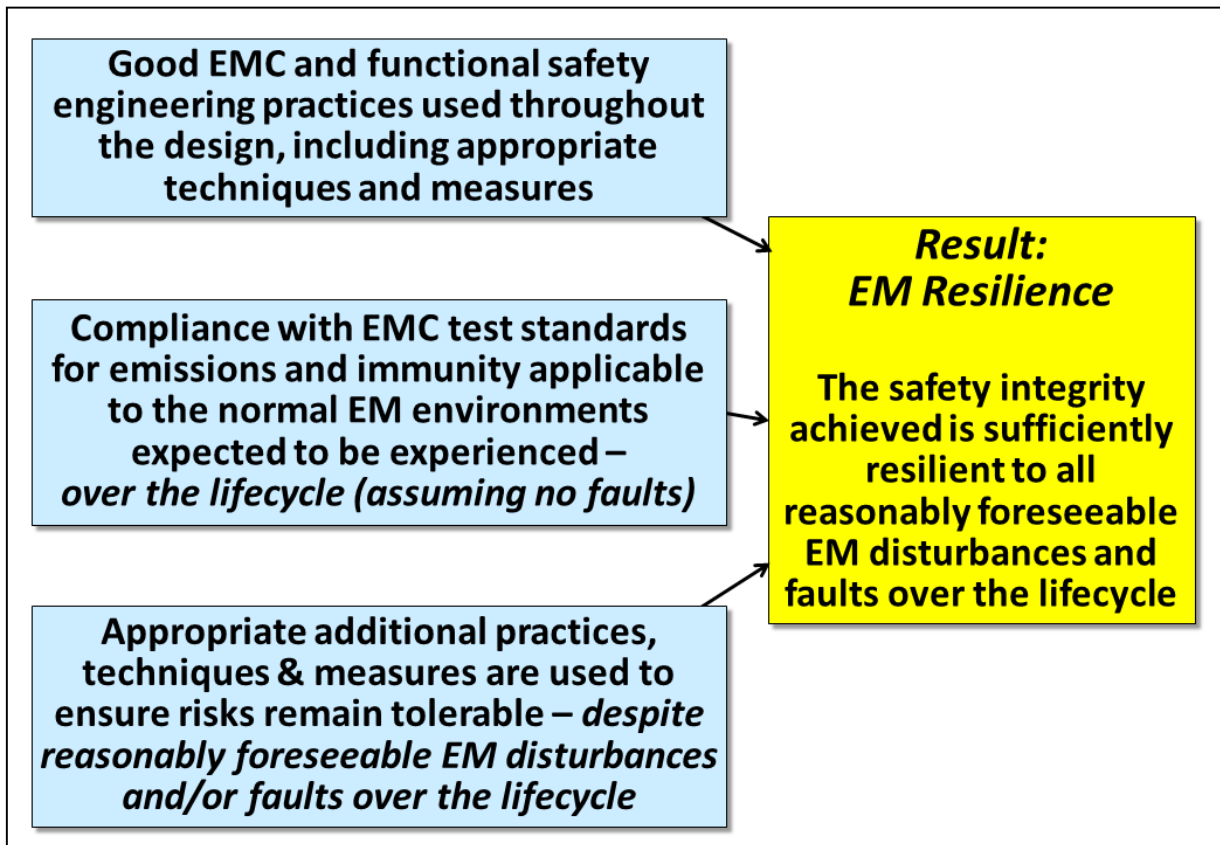 Good EMC and functional safety
engineering practices used throughout
the design, including appropriate
techniques and measures
Compliance with EMC test standards
for emissions and immunity applicable
to the normal EM environments
expected to be experienced –
over the lifecycle (assuming no faults)
Appropriate additional practices,
techniques & measures are used to
ensure risks remain tolerable – despite
reasonably foreseeable EM disturbances
and/or faults over the lifecycle
Result:
EM Resilience
The safety integrity
achieved is sufficiently
resilient to all
reasonably foreseeable
EM disturbances and
faults over the lifecycle